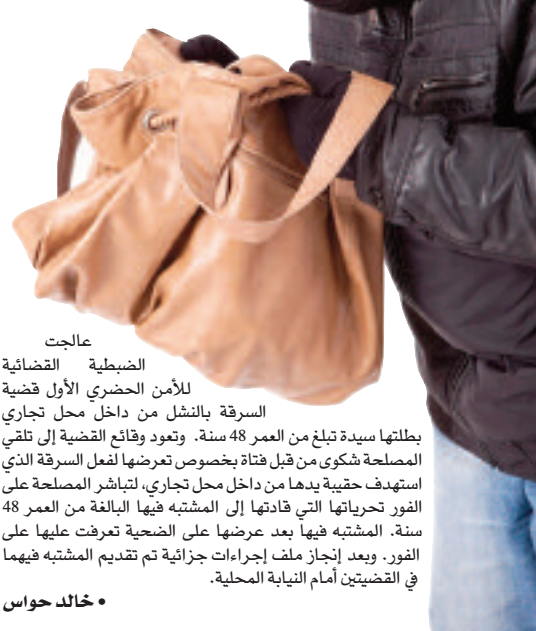 عالجت
الضبطية القضائية
للأمن الحضري الأول قضية
السرقة بالنشل من داخل محل تجاري
بطلتها سيدة تبلغ من العمر 48 سنة. وتعود وقائع القضية إلى تلقي
المصلحة شكوى من قبل فتاة بخصوص تعرضها لفعل السرقة الذي
استهدف حقيبة يدها من داخل محل تجاري، لتباشر المصلحة على
الفور تحرياتها التي قادتها إلى المشتبه فيها البالغة من العمر 48
سنة. المشتبه فيها بعد عرضها على الضحية تعرفت عليها على
الفور. وبعد إنجاز ملف إجراءات جزائية تم تقديم المشتبه فيهما
في القضيتين أمام النيابة المحلية.
• خالد حواس